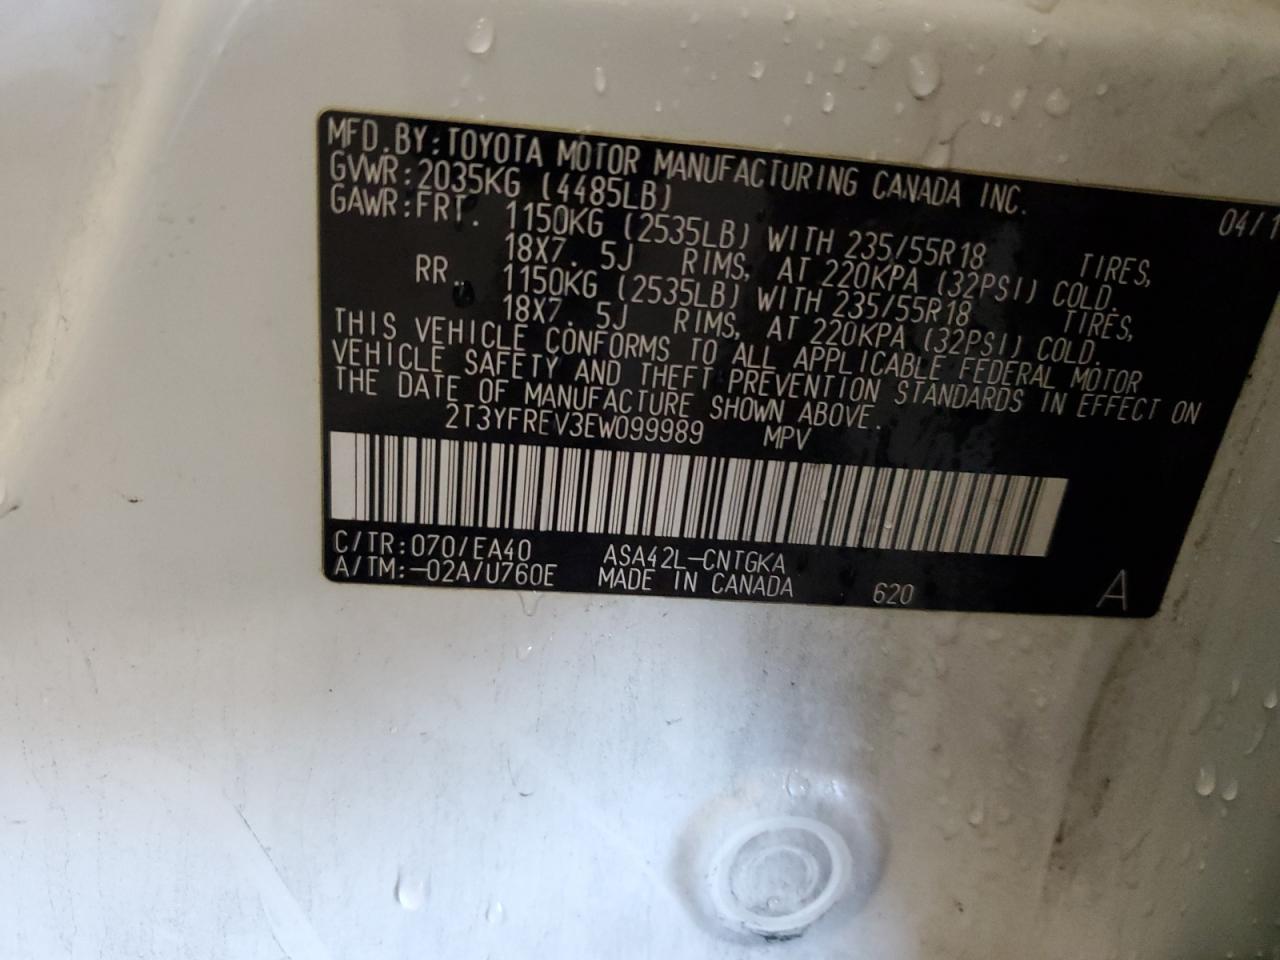 MFD. BY: TOYOTA MOTOR MANUFACTURING CANADA INC. 04/1
GVWR: 2035KG (4485LB)
GAWR: FRT. 1150KG (2535LB) WITH 235/55R18 TIRES,
18X7. 5J RIMS, AT 220KPA (32PSI) COLD.
RR. 1150KG (2535LB) WITH 235/55R18 TIRES,
18X7. 5J RIMS, AT 220KPA (32PSI) COLD.
THIS VEHICLE CONFORMS TO ALL APPLICABLE FEDERAL MOTOR
VEHICLE SAFETY AND THEFT PREVENTION STANDARDS IN EFFECT ON
THE DATE OF MANUFACTURE SHOWN ABOVE.
2T3YFREV3EW099989 MPV
C/TR: 070/EA40 ASA42L-CNTGKA
A/TM: -02A/U760E MADE IN CANADA 620 A